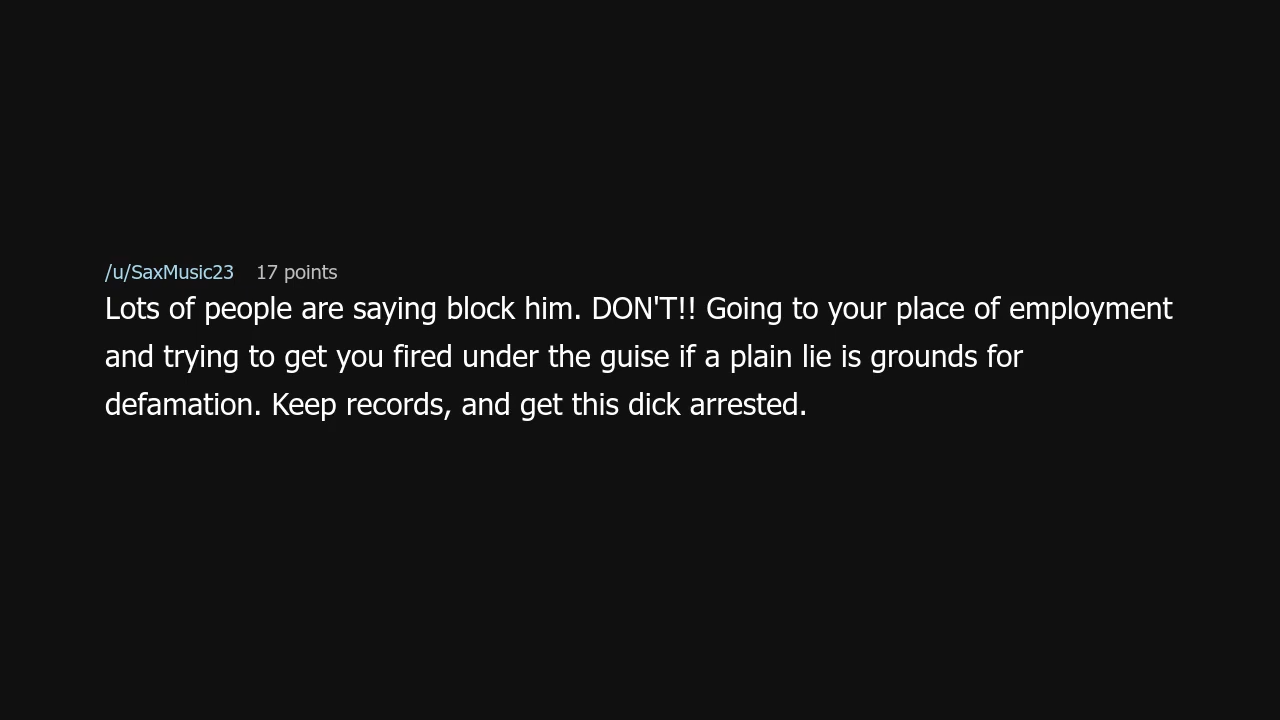 /u/SaxMusic23 17 points
Lots of people are saying block him. DON'T!! Going to your place of employment
and trying to get you fired under the guise if a plain lie is grounds for
defamation. Keep records, and get this dick arrested.